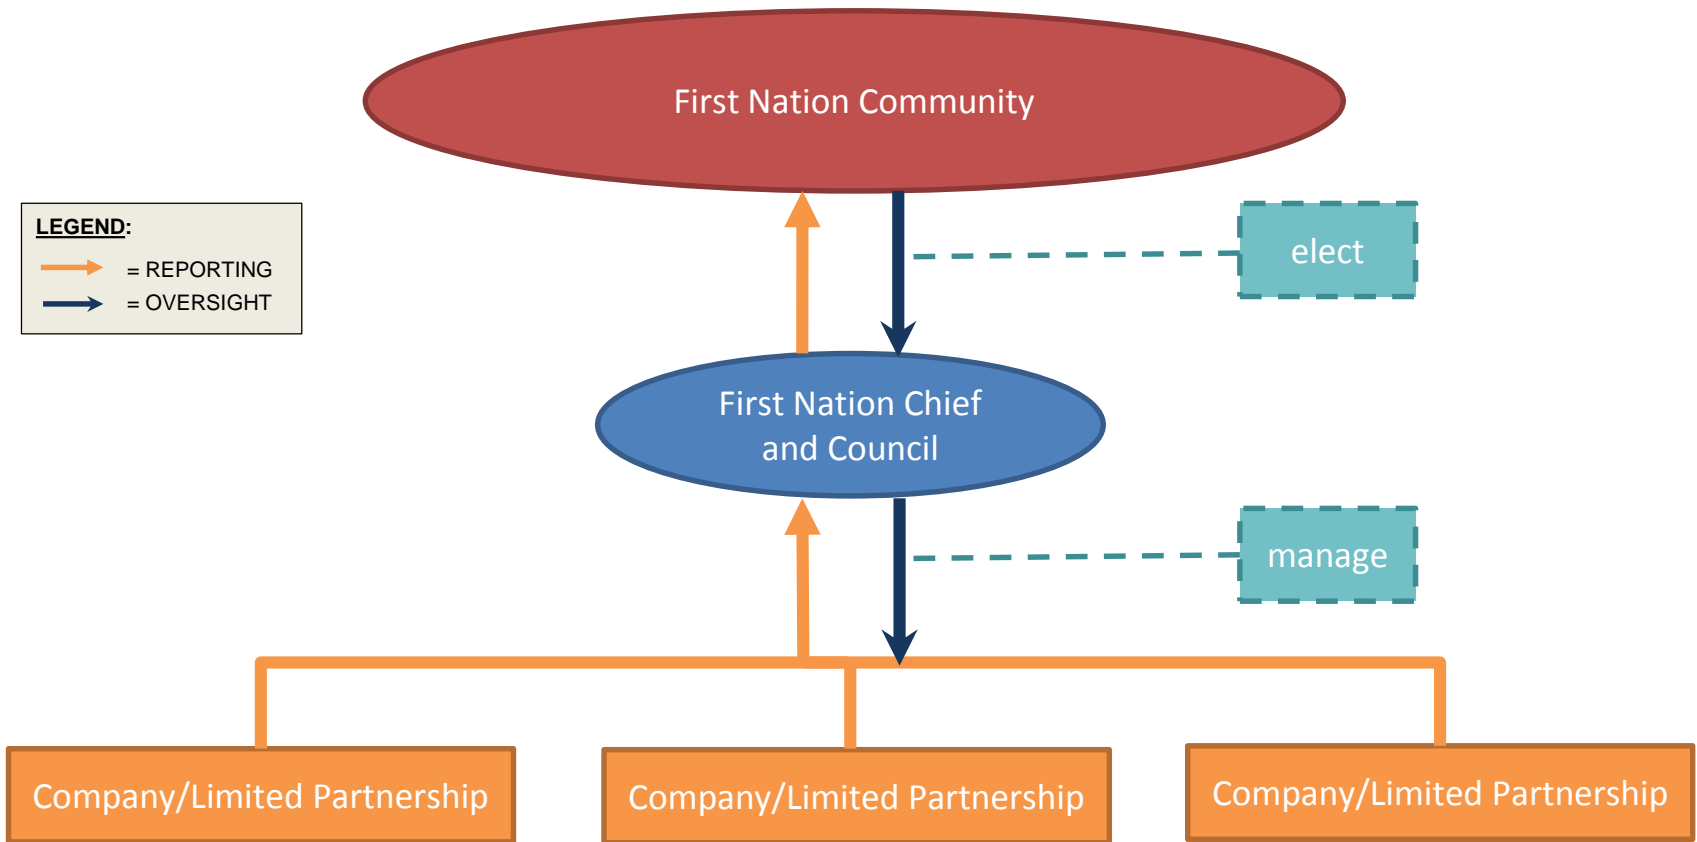 First Nation Community
LEGEND:
= REPORTING
= OVERSIGHT
elect
First Nation Chief
and Council
manage
Company/Limited Partnership
Company/Limited Partnership
Company/Limited Partnership